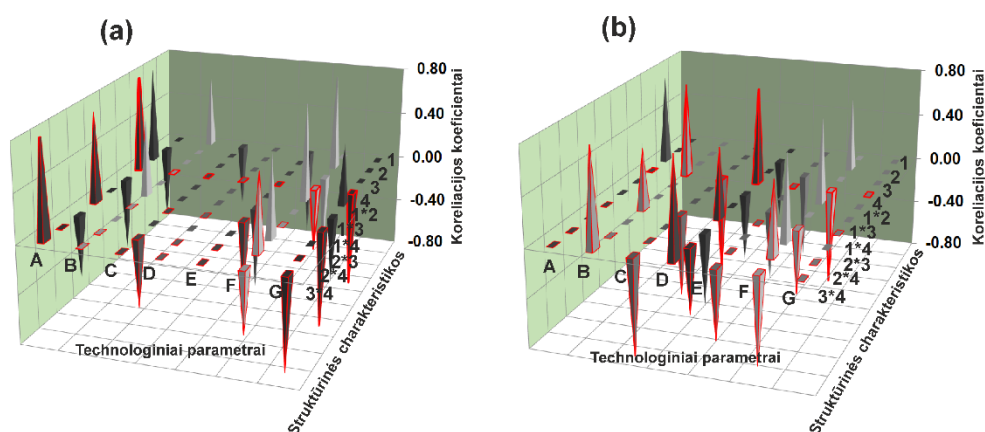 (a)
0.80
0.40
0.00
-0.40
-0.80
Koreliacijos koeficientai
1
2
3
4
1*2
1*3
1*4
2*3
2*4
3*4
A
B
C
D
E
F
G
Technologiniai parametrai
Struktūrinės charakteristikos
(b)
0.80
0.40
0.00
-0.40
-0.80
Koreliacijos koeficientai
1
2
3
4
1*2
1*3
1*4
2*3
2*4
3*4
A
B
C
D
E
F
G
Technologiniai parametrai
Struktūrinės charakteristikos